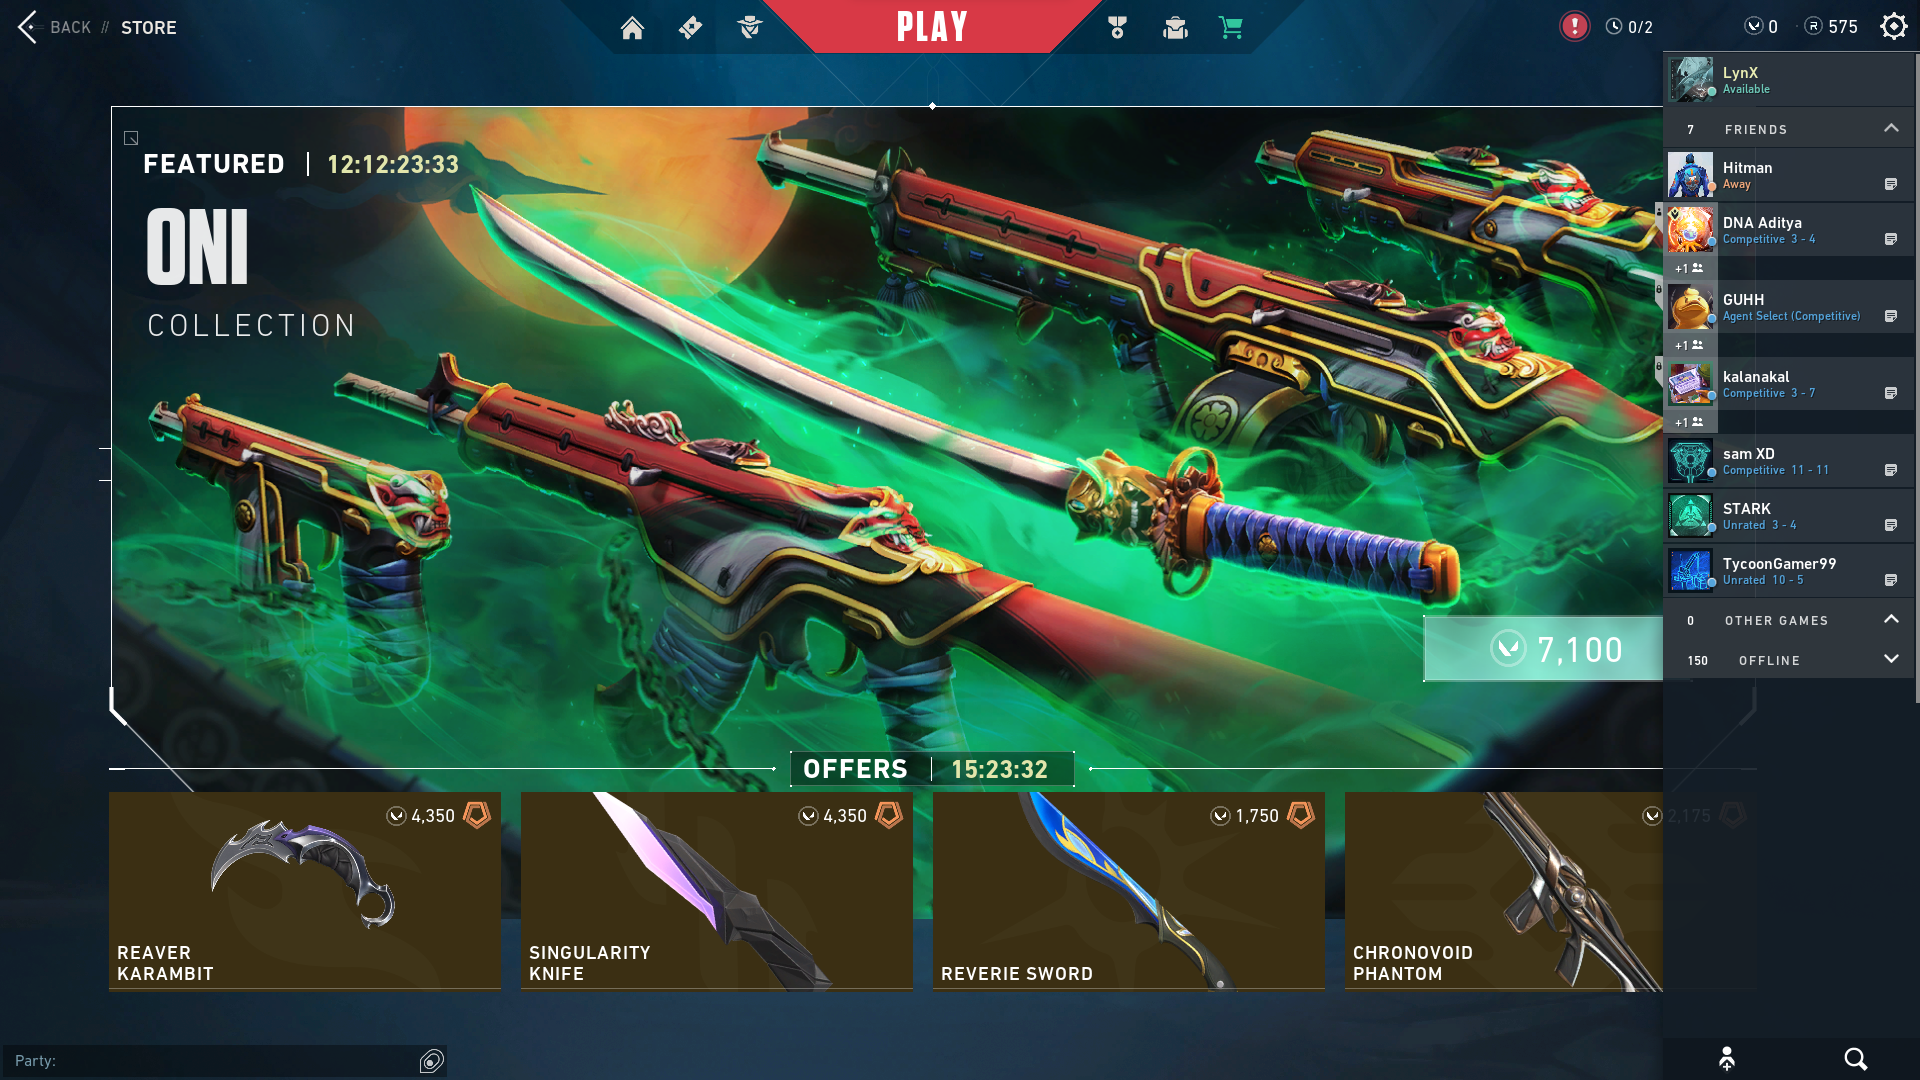 BACK // STORE
PLAY
0/2
0
R 575
FEATURED | 12:12:23:33
ONI
COLLECTION
7,100
OFFERS | 15:23:32
4,350
REAVER
KARAMBIT
4,350
SINGULARITY
KNIFE
1,750
REVERIE SWORD
2,175
CHRONOVOID
PHANTOM
Party:
LynX
Available
7 FRIENDS
Hitman
Away
DNA Aditya
Competitive 3 - 4
+1
GUHH
Agent Select (Competitive)
+1
kalanakal
Competitive 3 - 7
+1
sam XD
Competitive 11 - 11
STARK
Unrated 3 - 4
TycoonGamer99
Unrated 10 - 5
0 OTHER GAMES
150 OFFLINE